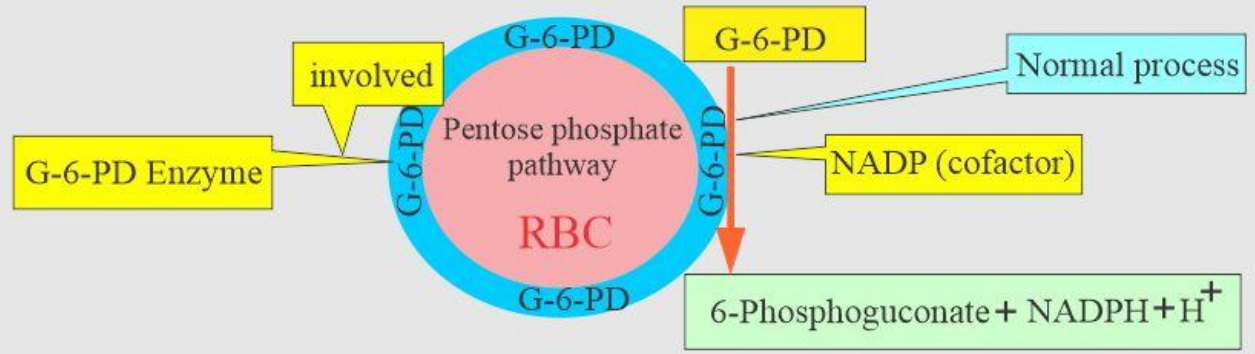 G-6-PD
G-6-PD
Normal process
involved
Pentose phosphate
pathway
G-6-PD
G-6-PD
NADP (cofactor)
G-6-PD Enzyme
RBC
G-6-PD
6-Phosphoguconate + NADPH + H+